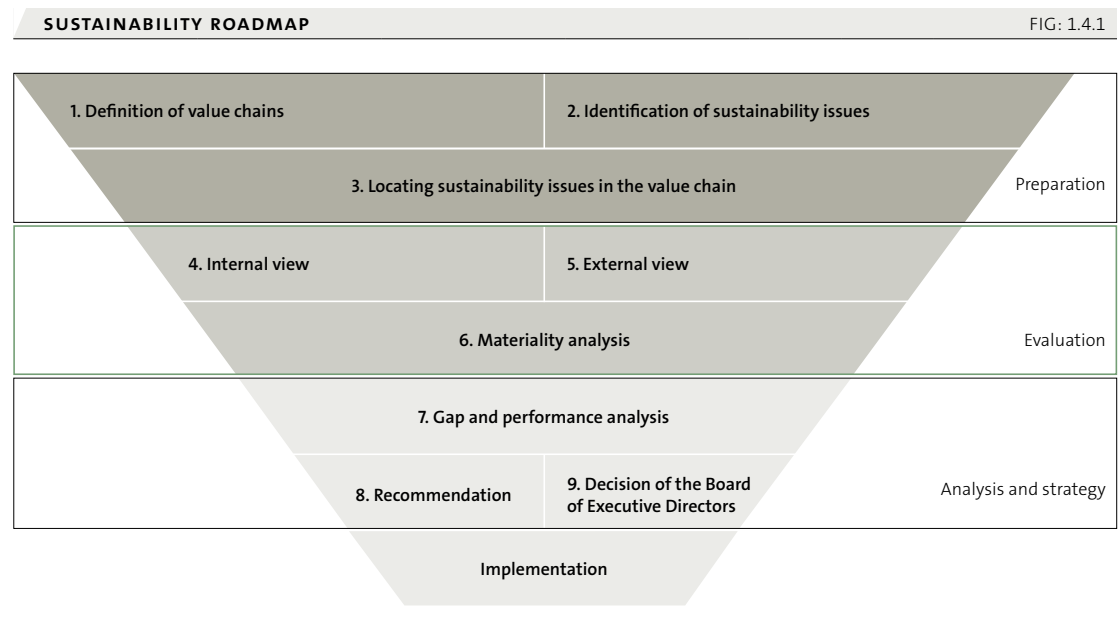 SUSTAINABILITY ROADMAP
FIG: 1.4.1
1. Definition of value chains
2. Identification of sustainability issues
3. Locating sustainability issues in the value chain
Preparation
4. Internal view
5. External view
6. Materiality analysis
Evaluation
7. Gap and performance analysis
8. Recommendation
9. Decision of the Board
of Executive Directors
Analysis and strategy
Implementation